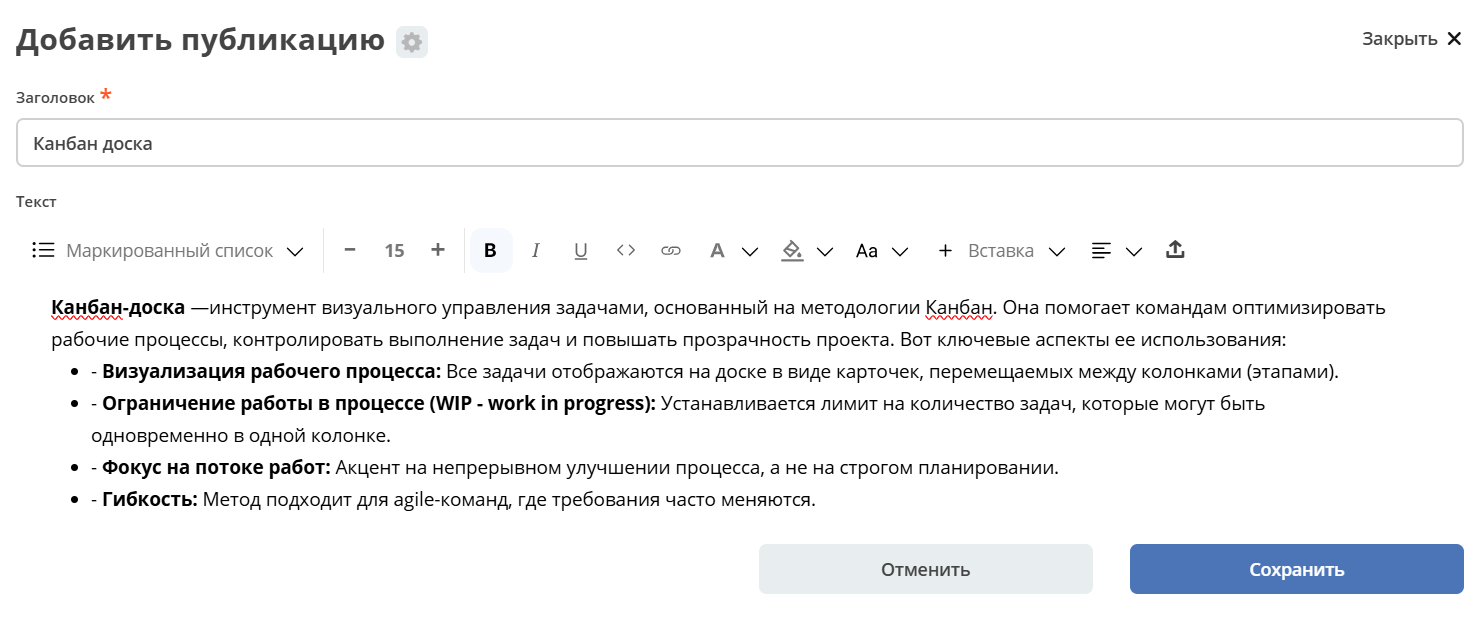 Добавить публикацию
Закрыть ✕
Заголовок *
Канбан доска
Текст
Маркированный список − 15 + B I U <> A Aa + Вставка
Канбан-доска —инструмент визуального управления задачами, основанный на методологии Канбан. Она помогает командам оптимизировать
рабочие процессы, контролировать выполнение задач и повышать прозрачность проекта. Вот ключевые аспекты ее использования:
• - Визуализация рабочего процесса: Все задачи отображаются на доске в виде карточек, перемещаемых между колонками (этапами).
• - Ограничение работы в процессе (WIP - work in progress): Устанавливается лимит на количество задач, которые могут быть
одновременно в одной колонке.
• - Фокус на потоке работ: Акцент на непрерывном улучшении процесса, а не на строгом планировании.
• - Гибкость: Метод подходит для agile-команд, где требования часто меняются.
Отменить
Сохранить